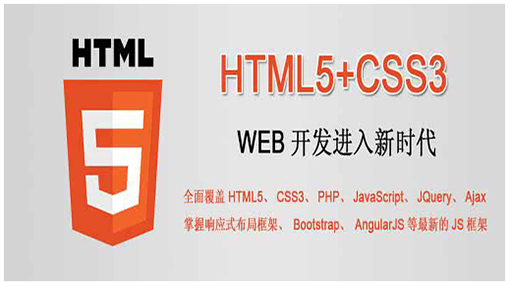 HTML
5
HTML5+CSS3
WEB 开发进入新时代
全面覆盖 HTML5、 CSS3、 PHP、 JavaScript、 JQuery、 Ajax
掌握响应式布局框架、 Bootstrap、 AngularJS 等最新的 JS 框架